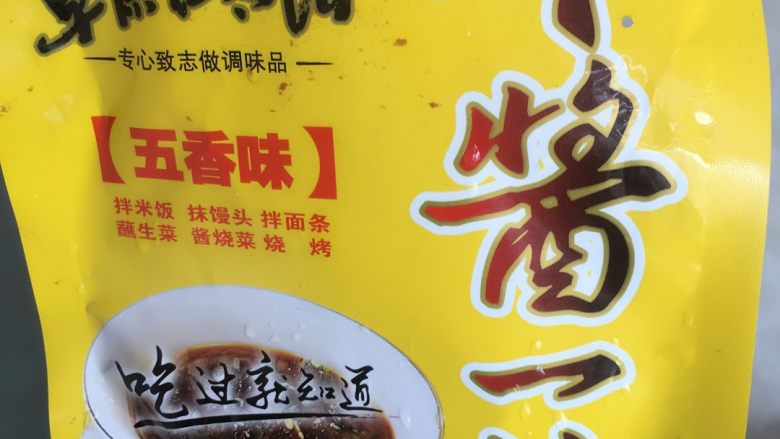 专心致志做调味品
【五香味】
拌米饭 抹馒头 拌面条
蘸生菜 酱烧菜 烧 烤
酱一
吃过就知道